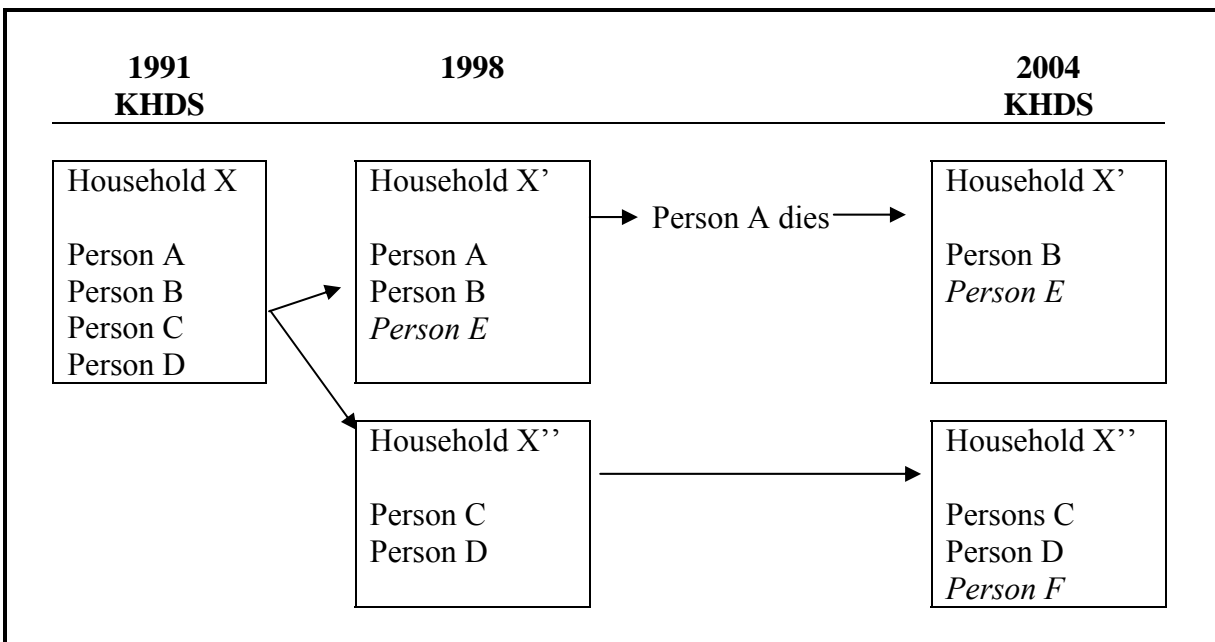 1991
KHDS
1998
2004
KHDS
Household X
Person A
Person B
Person C
Person D
Household X’
Person A
Person B
Person E
Person A dies
Household X’
Person B
Person E
Household X’’
Person C
Person D
Household X’’
Persons C
Person D
Person F